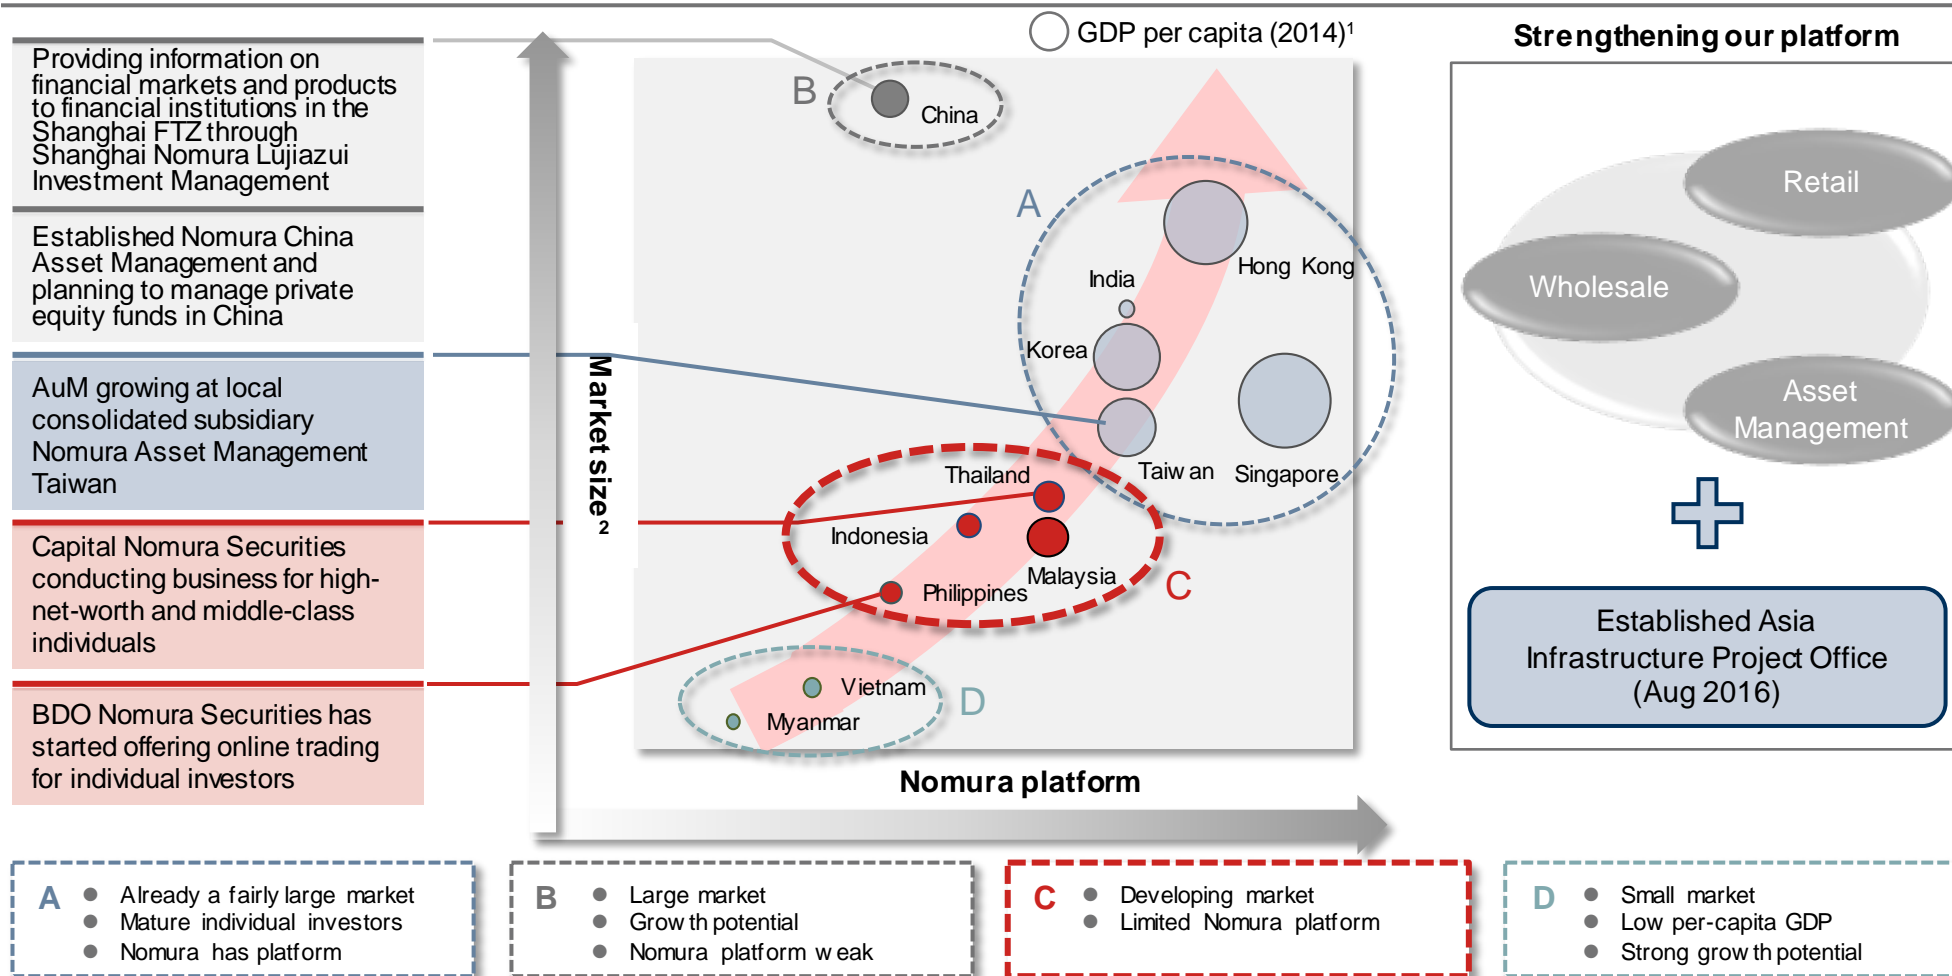 GDP per capita (2014)1
Strengthening our platform
Providing information on
financial markets and products
to financial institutions in the
Shanghai FTZ through
Shanghai Nomura Lujiazui
Investment Management
Established Nomura China
Asset Management and
planning to manage private
equity funds in China
AuM growing at local
consolidated subsidiary
Nomura Asset Management
Taiwan
Capital Nomura Securities
conducting business for high-
net-worth and middle-class
individuals
BDO Nomura Securities has
started offering online trading
for individual investors
Market size2
B
China
A
Hong Kong
India
Korea
Taiwan
Singapore
Thailand
Indonesia
Malaysia
Philippines
C
Vietnam
D
Myanmar
Nomura platform
Retail
Wholesale
Asset
Management
Established Asia
Infrastructure Project Office
(Aug 2016)
A
● Already a fairly large market
● Mature individual investors
● Nomura has platform
B
● Large market
● Growth potential
● Nomura platform weak
C
● Developing market
● Limited Nomura platform
D
● Small market
● Low per-capita GDP
● Strong growth potential